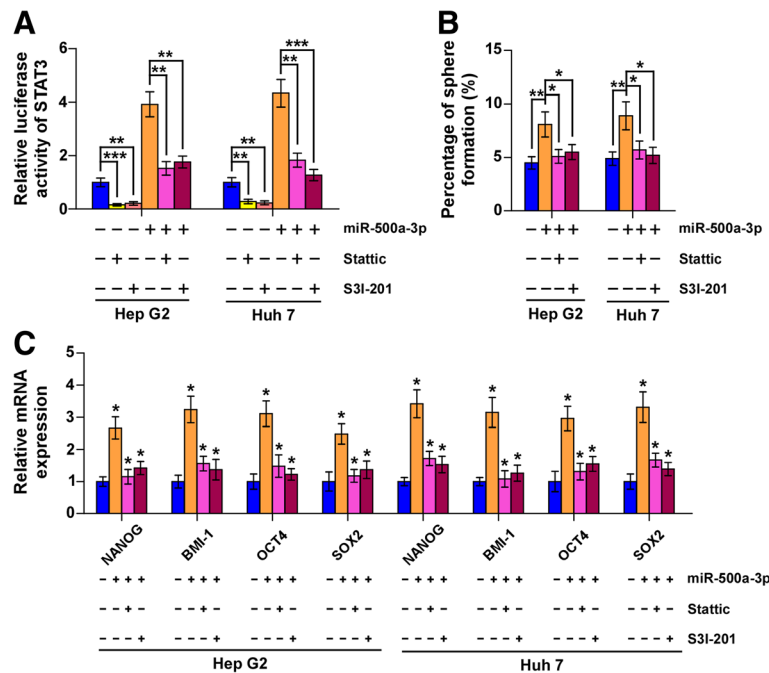 A
Relative luciferase
activity of STAT3
6
4
2
0
**
***
**
**
**
**
**
***
**
− − − + + + − − − + + + miR-500a-3p
− + − − + − − + − − + − Stattic
− − + − − + − − + − − + S3I-201
Hep G2 Huh 7
B
Percentage of sphere
formation (%)
15
10
5
0
** * *
** * *
− + + + − + + + miR-500a-3p
− − + − − − + − Stattic
− − − + − − − + S3I-201
Hep G2 Huh 7
C
Relative mRNA
expression
5
4
3
2
1
0
* * * * * * * * * * * * * * * * * * * * * * * *
NANOG BMI-1 OCT4 SOX2 NANOG BMI-1 OCT4 SOX2
− + + + − + + + − + + + − + + + − + + + − + + + − + + + − + + + miR-500a-3p
− − + − − − + − − − + − − − + − − − + − − − + − − − + − − − + − Stattic
− − − + − − − + − − − + − − − + − − − + − − − + − − − + − − − + S3I-201
Hep G2 Huh 7